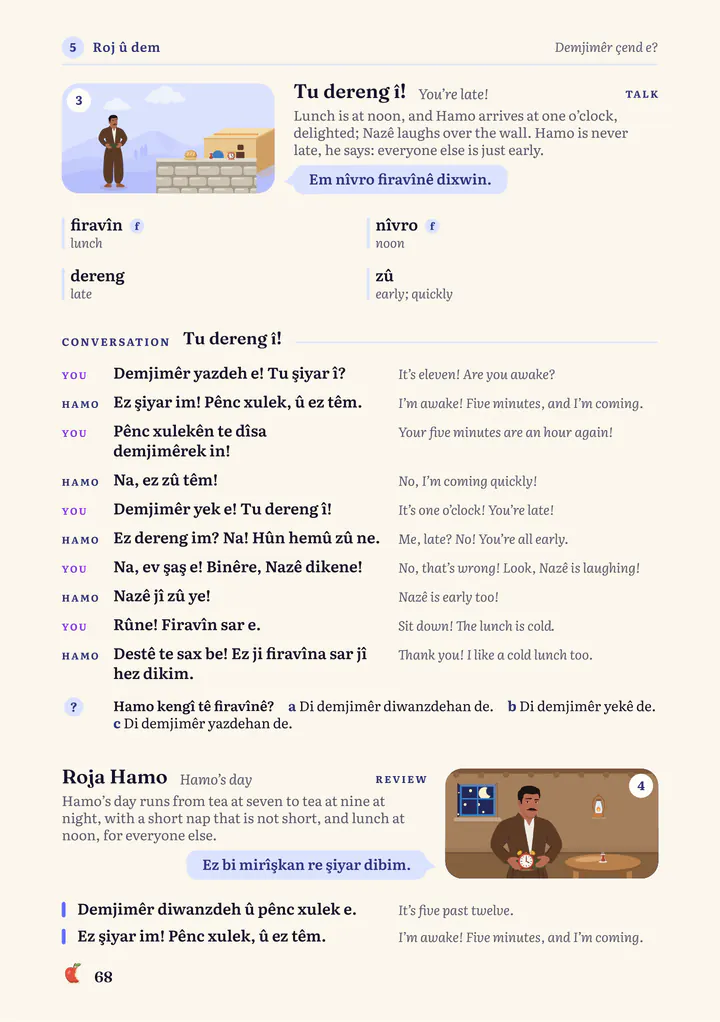 5 Roj û dem
Demjimêr çend e?
3
Tu dereng î! You're late!
TALK
Lunch is at noon, and Hamo arrives at one o'clock,
delighted; Nazê laughs over the wall. Hamo is never
late, he says: everyone else is just early.
Em nîvro firavînê dixwin.
firavîn f
lunch
nîvro f
noon
dereng
late
zû
early; quickly
CONVERSATION Tu dereng î!
YOU Demjimêr yazdeh e! Tu şiyar î? It's eleven! Are you awake?
HAMO Ez şiyar im! Pênc xulek, û ez têm. I'm awake! Five minutes, and I'm coming.
YOU Pênc xulekên te dîsa Your five minutes are an hour again!
demjimêrek in!
HAMO Na, ez zû têm! No, I'm coming quickly!
YOU Demjimêr yek e! Tu dereng î! It's one o'clock! You're late!
HAMO Ez dereng im? Na! Hûn hemû zû ne. Me, late? No! You're all early.
YOU Na, ev şaş e! Binêre, Nazê dikene! No, that's wrong! Look, Nazê is laughing!
HAMO Nazê jî zû ye! Nazê is early too!
YOU Rûne! Firavîn sar e. Sit down! The lunch is cold.
HAMO Destê te sax be! Ez ji firavîna sar jî Thank you! I like a cold lunch too.
hez dikim.
? Hamo kengî tê firavînê? a Di demjimêr diwanzdehan de. b Di demjimêr yekê de.
c Di demjimêr yazdehan de.
Roja Hamo Hamo's day
REVIEW
4
Hamo's day runs from tea at seven to tea at nine at
night, with a short nap that is not short, and lunch at
noon, for everyone else.
Ez bi mirîşkan re şiyar dibim.
Demjimêr diwanzdeh û pênc xulek e. It's five past twelve.
Ez şiyar im! Pênc xulek, û ez têm. I'm awake! Five minutes, and I'm coming.
68